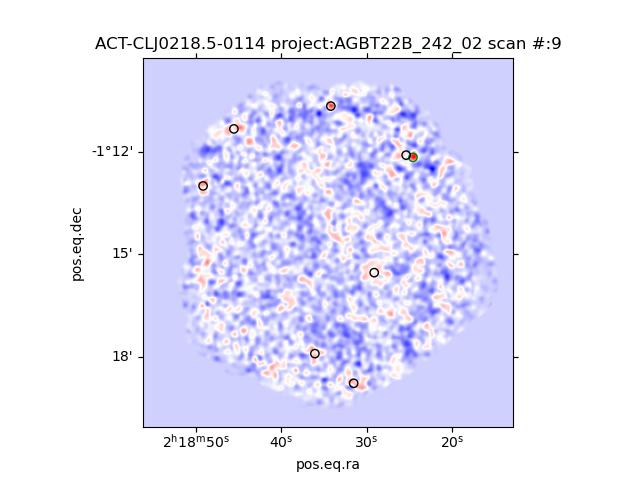 ACT-CLJ0218.5-0114 project:AGBT22B_242_02 scan #:9
-1°12'
15'
18'
pos.eq.dec
2ʰ18ᵐ50ˢ 40ˢ 30ˢ 20ˢ
pos.eq.ra